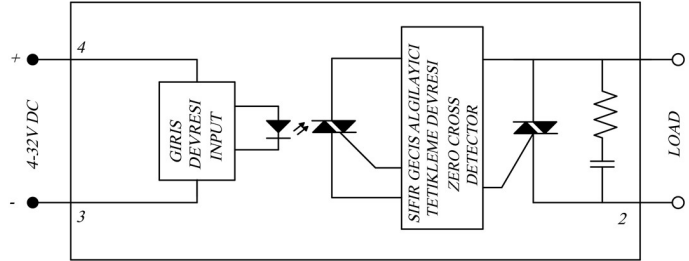 +
4
4-32V DC
-
3
GIRIS
DEVRESI
INPUT
SIFIR GECIS ALGILAYICI
TETIKLEME DEVRESI
ZERO CROSS
DETECTOR
2
LOAD